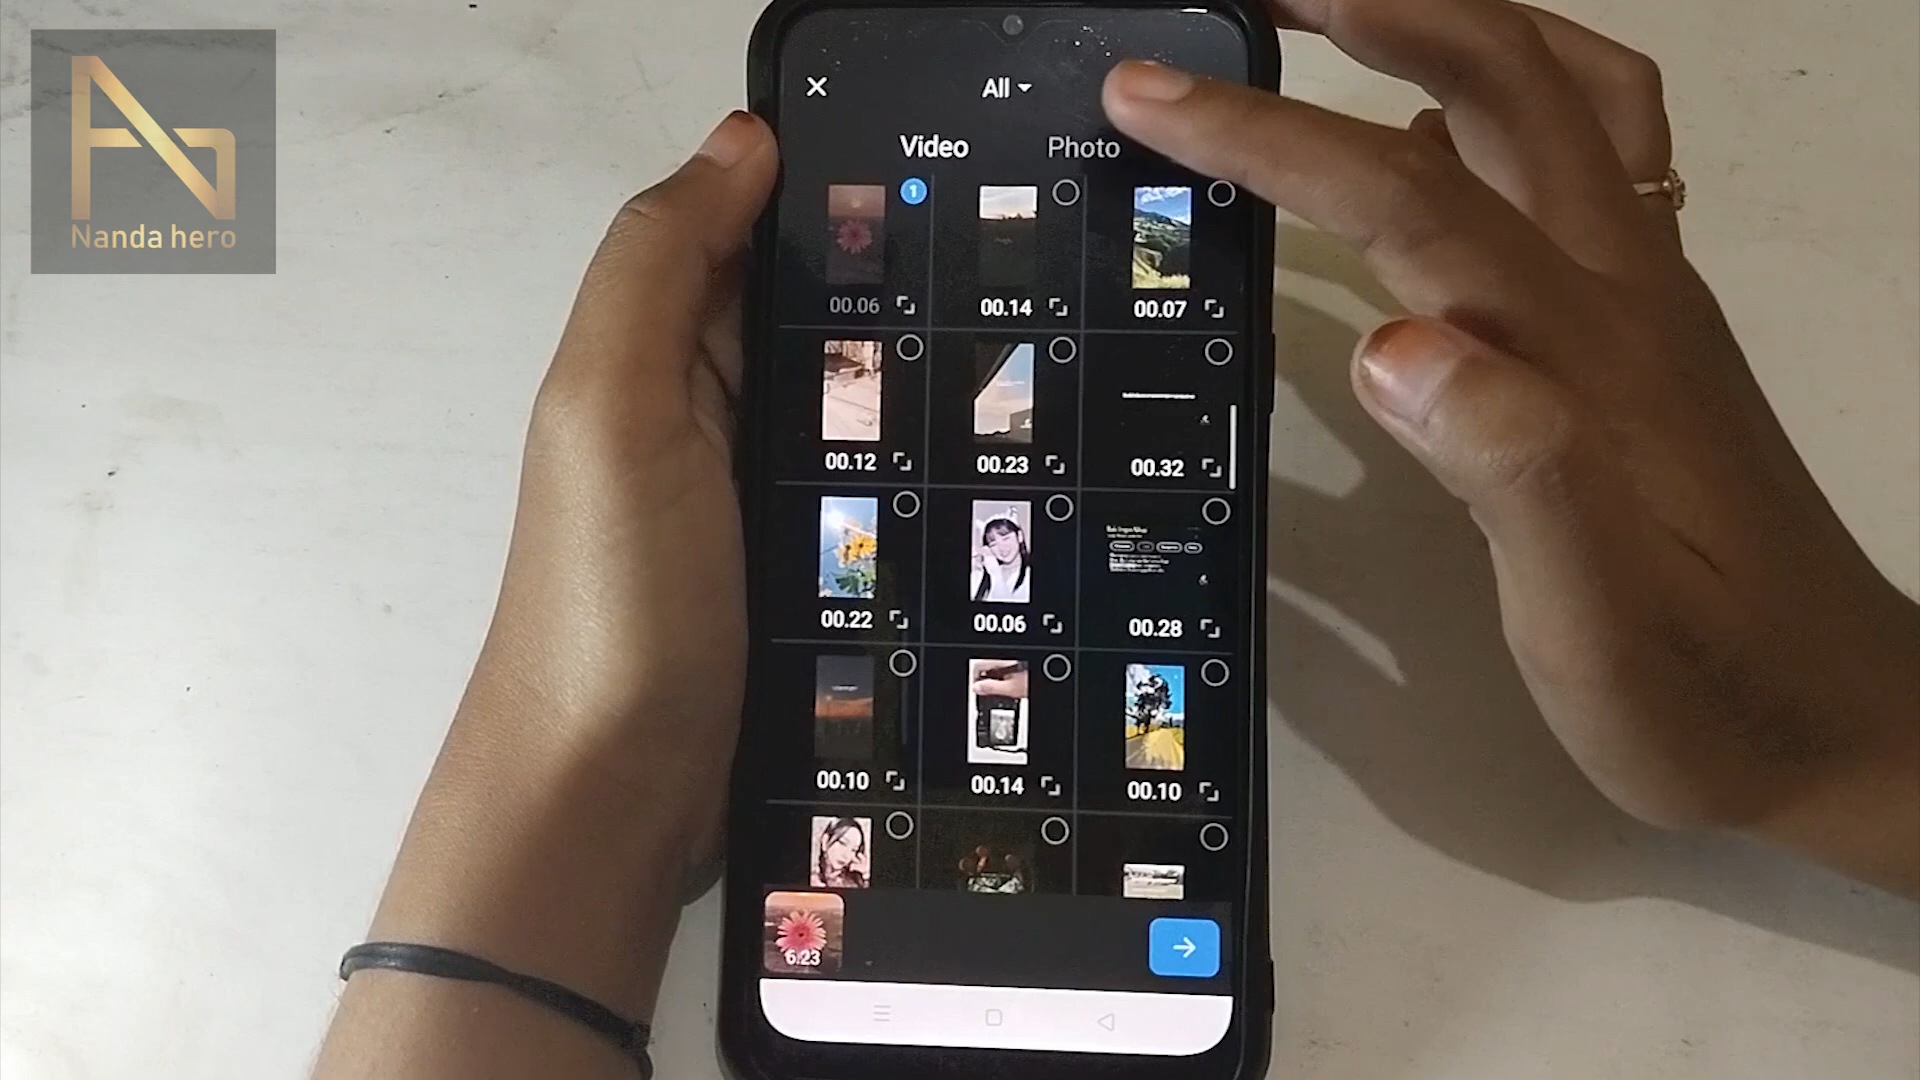 Nanda hero
All
Video Photo
1
00.06 00.14 00.07
00.12 00.23 00.32
00.22 00.06 00.28
00.10 00.14 00.10
6.23